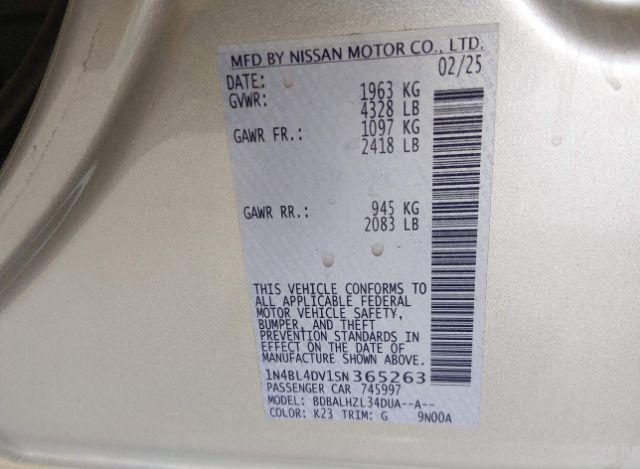 MFD BY NISSAN MOTOR CO., LTD.
DATE: 02/25
GVWR: 1963 KG
4328 LB
GAWR FR.: 1097 KG
2418 LB
GAWR RR.: 945 KG
2083 LB
THIS VEHICLE CONFORMS TO
ALL APPLICABLE FEDERAL
MOTOR VEHICLE SAFETY,
BUMPER, AND THEFT
PREVENTION STANDARDS IN
EFFECT ON THE DATE OF
MANUFACTURE SHOWN ABOVE.
1N4BL4DV1SN365263
PASSENGER CAR 745997
MODEL: BDBALHZL34DUA--A--
COLOR: K23 TRIM: G 9N00A